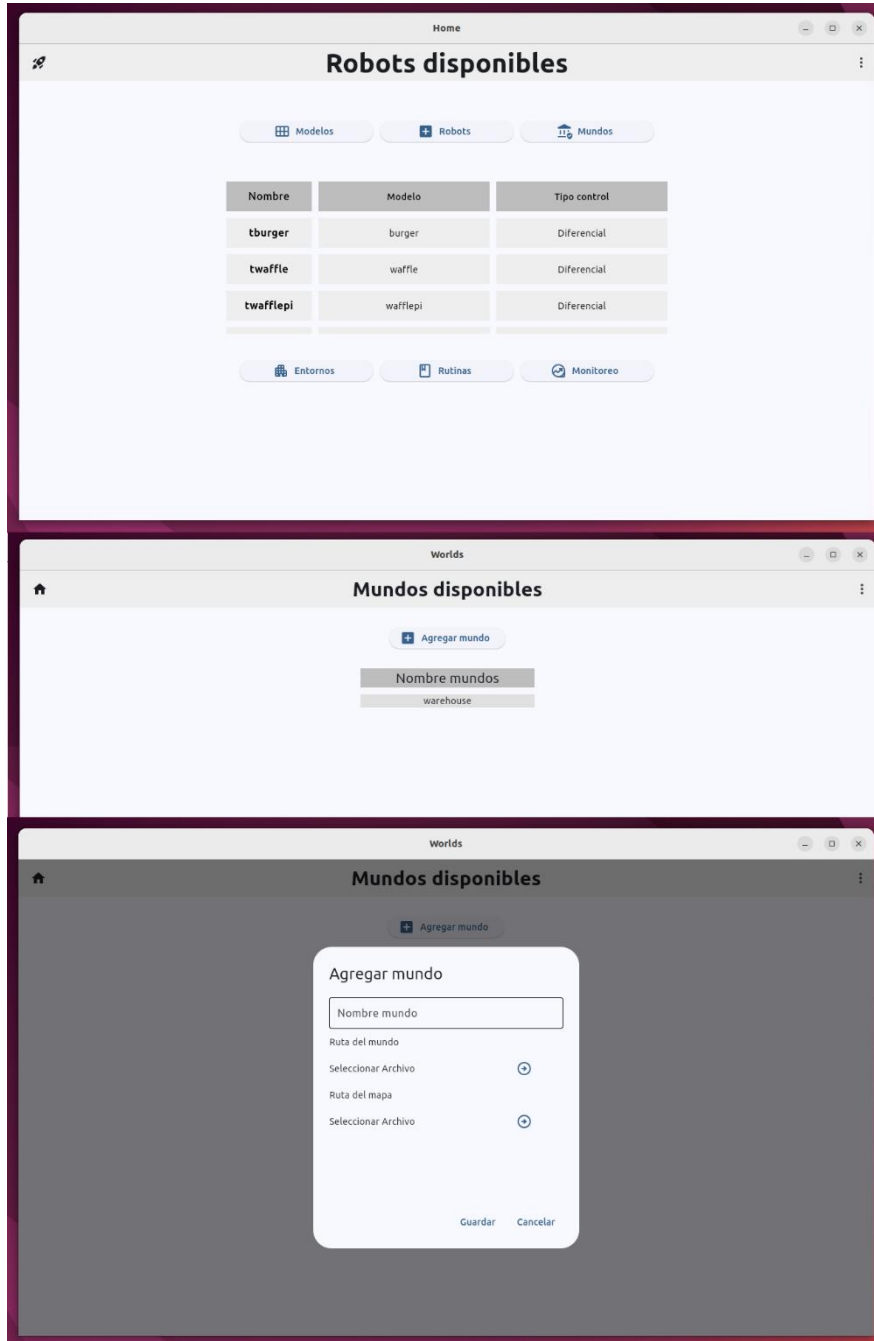 Home
Robots disponibles
Modelos Robots Mundos
Nombre Modelo Tipo control
tburger burger Diferencial
twaffle waffle Diferencial
twafflepi wafflepi Diferencial
Entornos Rutinas Monitoreo
Worlds
Mundos disponibles
Agregar mundo
Nombre mundos
warehouse
Worlds
Mundos disponibles
Agregar mundo
Agregar mundo
Nombre mundo
Ruta del mundo
Seleccionar Archivo
Ruta del mapa
Seleccionar Archivo
Guardar Cancelar